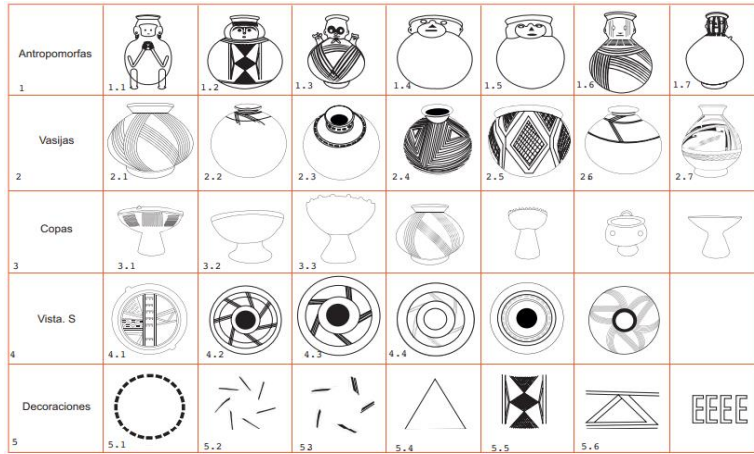 Antropomorfas
1 1.1 1.2 1.3 1.4 1.5 1.6 1.7
Vasijas
2 2.1 2.2 2.3 2.4 2.5 26 2.7
Copas
3 3.1 3.2 3.3
Vista. S
4 4.1 4.2 4.3 4.4
Decoraciones
5 5.1 5.2 53 5.4 5.5 5.6